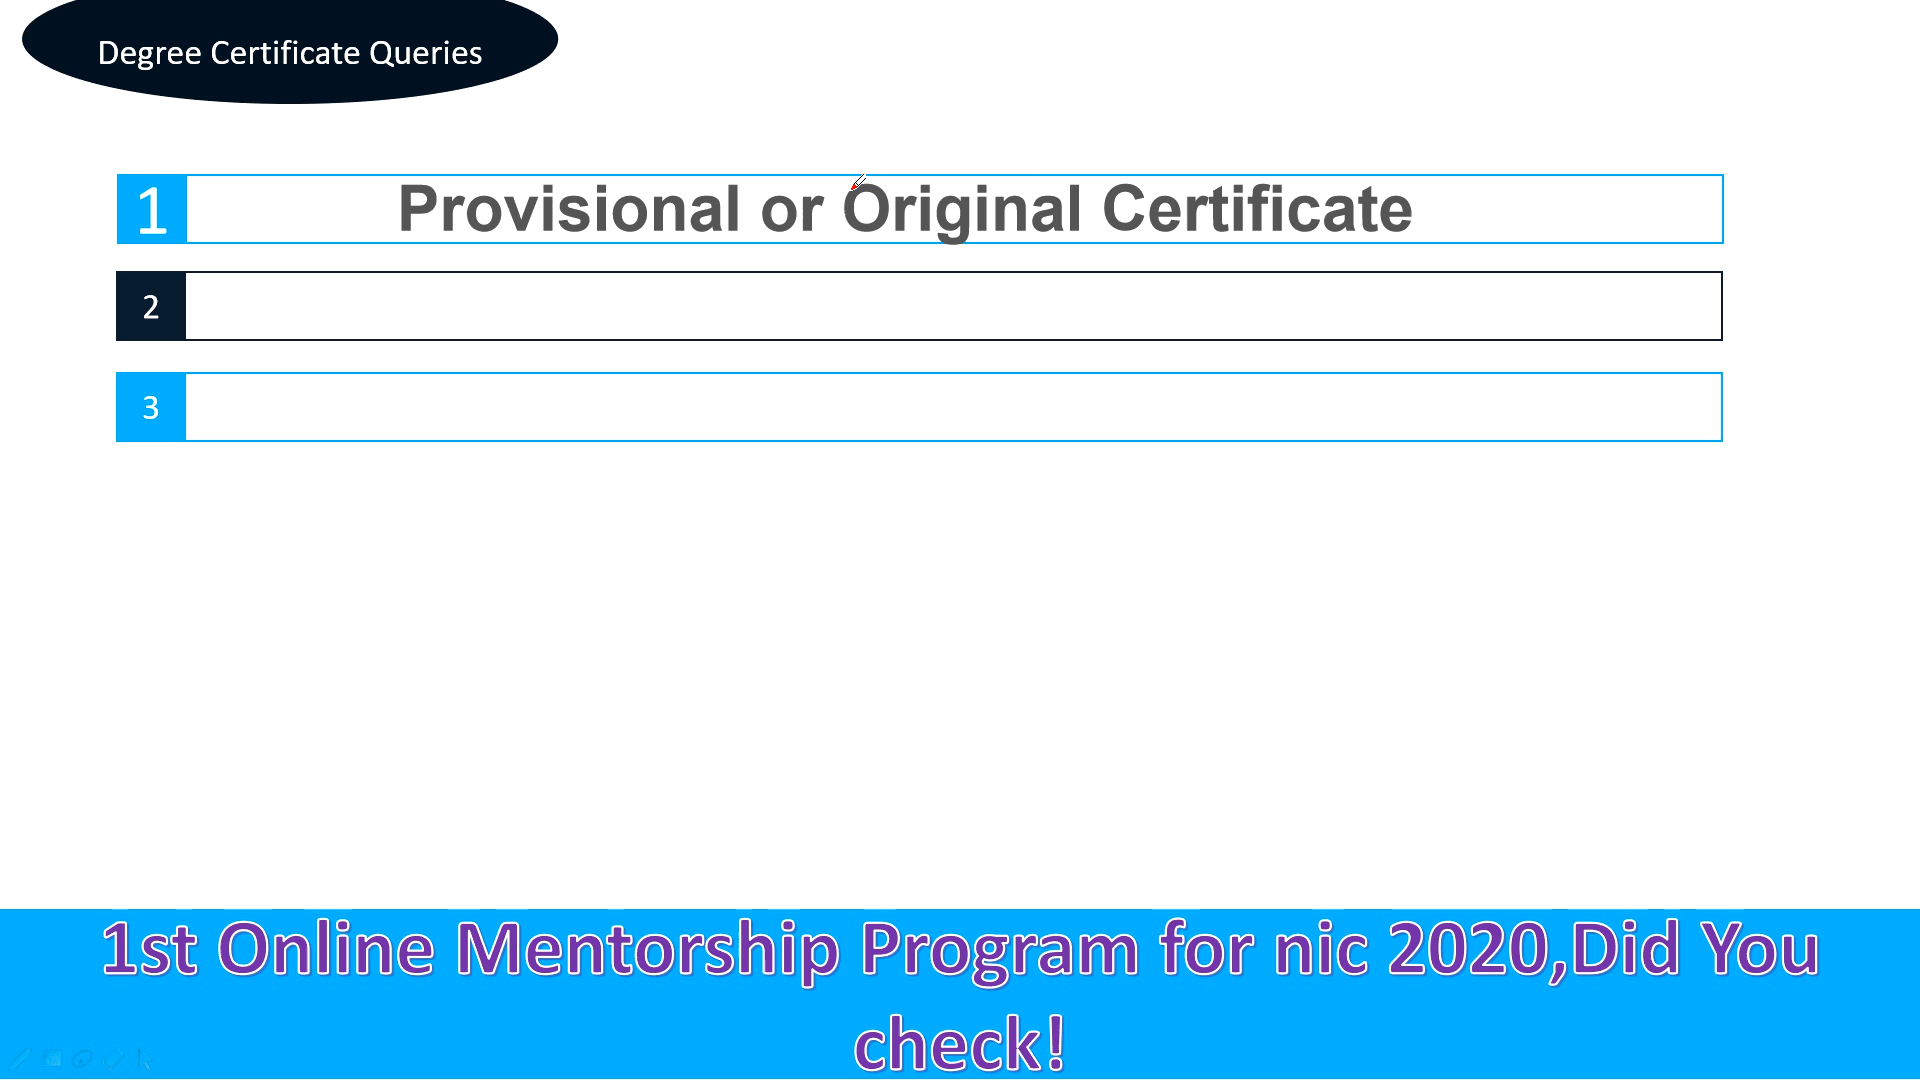 Degree Certificate Queries
1 Provisional or Original Certificate
2
3
1st Online Mentorship Program for nic 2020,Did You
check!